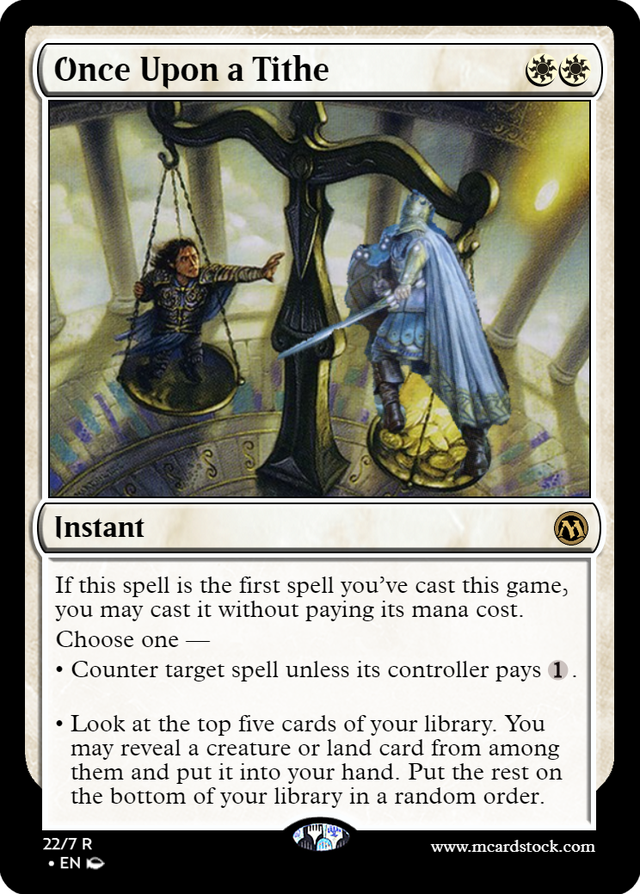 Once Upon a Tithe
Instant
If this spell is the first spell you’ve cast this game,
you may cast it without paying its mana cost.
Choose one —
• Counter target spell unless its controller pays 1 .
• Look at the top five cards of your library. You
may reveal a creature or land card from among
them and put it into your hand. Put the rest on
the bottom of your library in a random order.
22/7 R
• EN
www.mcardstock.com